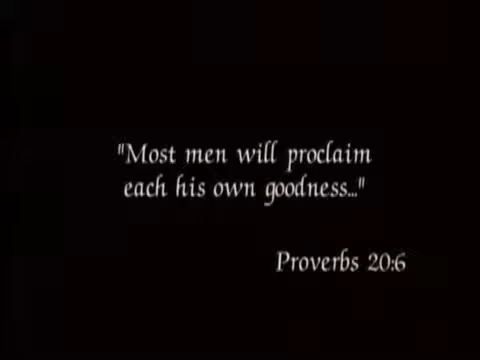 "Most men will proclaim
each his own goodness..."
Proverbs 20:6